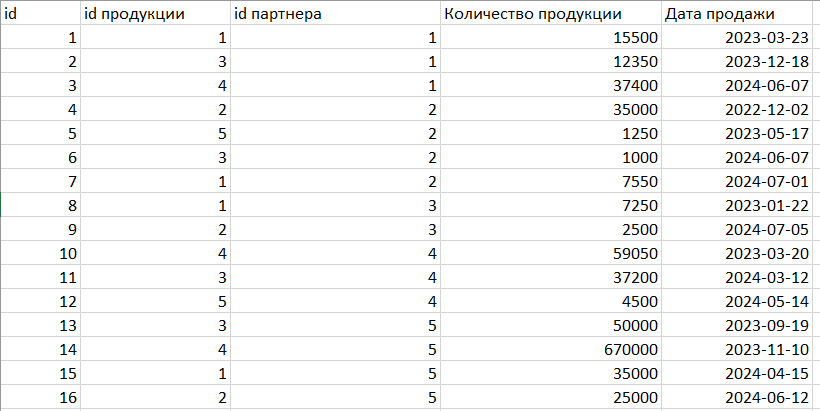 id id продукции id партнера Количество продукции Дата продажи
1 1 1 15500 2023-03-23
2 3 1 12350 2023-12-18
3 4 1 37400 2024-06-07
4 2 2 35000 2022-12-02
5 5 2 1250 2023-05-17
6 3 2 1000 2024-06-07
7 1 2 7550 2024-07-01
8 1 3 7250 2023-01-22
9 2 3 2500 2024-07-05
10 4 4 59050 2023-03-20
11 3 4 37200 2024-03-12
12 5 4 4500 2024-05-14
13 3 5 50000 2023-09-19
14 4 5 670000 2023-11-10
15 1 5 35000 2024-04-15
16 2 5 25000 2024-06-12